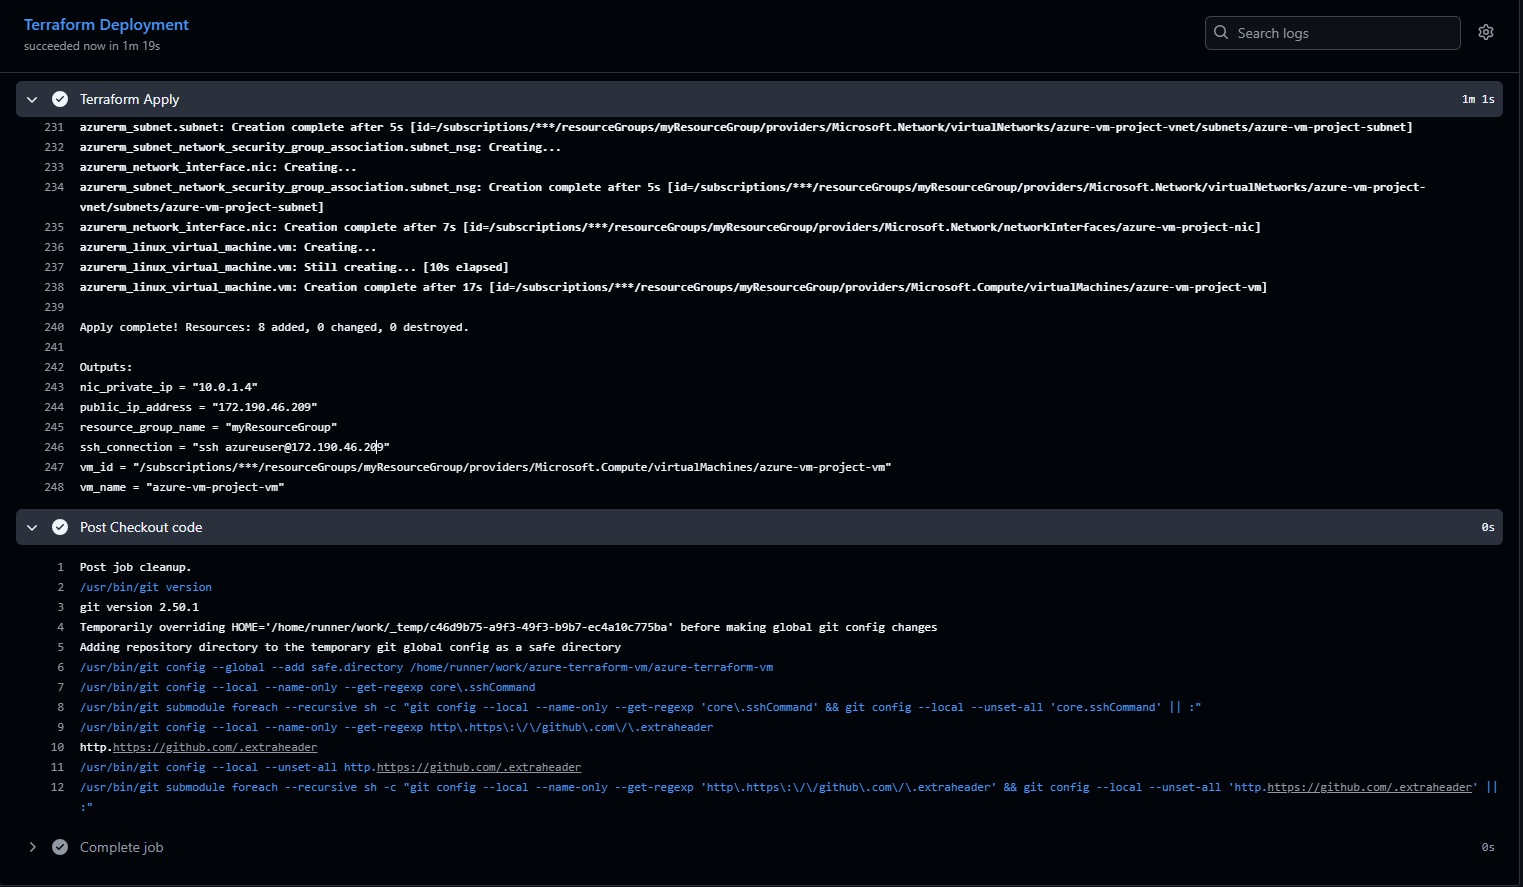 Terraform Deployment
succeeded now in 1m 19s
Search logs
Terraform Apply 1m 1s
231 azurerm_subnet.subnet: Creation complete after 5s [id=/subscriptions/***/resourceGroups/myResourceGroup/providers/Microsoft.Network/virtualNetworks/azure-vm-project-vnet/subnets/azure-vm-project-subnet]
232 azurerm_subnet_network_security_group_association.subnet_nsg: Creating...
233 azurerm_network_interface.nic: Creating...
234 azurerm_subnet_network_security_group_association.subnet_nsg: Creation complete after 5s [id=/subscriptions/***/resourceGroups/myResourceGroup/providers/Microsoft.Network/virtualNetworks/azure-vm-project-
vnet/subnets/azure-vm-project-subnet]
235 azurerm_network_interface.nic: Creation complete after 7s [id=/subscriptions/***/resourceGroups/myResourceGroup/providers/Microsoft.Network/networkInterfaces/azure-vm-project-nic]
236 azurerm_linux_virtual_machine.vm: Creating...
237 azurerm_linux_virtual_machine.vm: Still creating... [10s elapsed]
238 azurerm_linux_virtual_machine.vm: Creation complete after 17s [id=/subscriptions/***/resourceGroups/myResourceGroup/providers/Microsoft.Compute/virtualMachines/azure-vm-project-vm]
239
240 Apply complete! Resources: 8 added, 0 changed, 0 destroyed.
241
242 Outputs:
243 nic_private_ip = "10.0.1.4"
244 public_ip_address = "172.190.46.209"
245 resource_group_name = "myResourceGroup"
246 ssh_connection = "ssh azureuser@172.190.46.209"
247 vm_id = "/subscriptions/***/resourceGroups/myResourceGroup/providers/Microsoft.Compute/virtualMachines/azure-vm-project-vm"
248 vm_name = "azure-vm-project-vm"
Post Checkout code 0s
1 Post job cleanup.
2 /usr/bin/git version
3 git version 2.50.1
4 Temporarily overriding HOME='/home/runner/work/_temp/c46d9b75-a9f3-49f3-b9b7-ec4a10c775ba' before making global git config changes
5 Adding repository directory to the temporary git global config as a safe directory
6 /usr/bin/git config --global --add safe.directory /home/runner/work/azure-terraform-vm/azure-terraform-vm
7 /usr/bin/git config --local --name-only --get-regexp core\.sshCommand
8 /usr/bin/git submodule foreach --recursive sh -c "git config --local --name-only --get-regexp 'core\.sshCommand' && git config --local --unset-all 'core.sshCommand' || :"
9 /usr/bin/git config --local --name-only --get-regexp http\.https\:\/\/github\.com\/\.extraheader
10 http.https://github.com/.extraheader
11 /usr/bin/git config --local --unset-all http.https://github.com/.extraheader
12 /usr/bin/git submodule foreach --recursive sh -c "git config --local --name-only --get-regexp 'http\.https\:\/\/github\.com\/\.extraheader' && git config --local --unset-all 'http.https://github.com/.extraheader' ||
:"
Complete job 0s